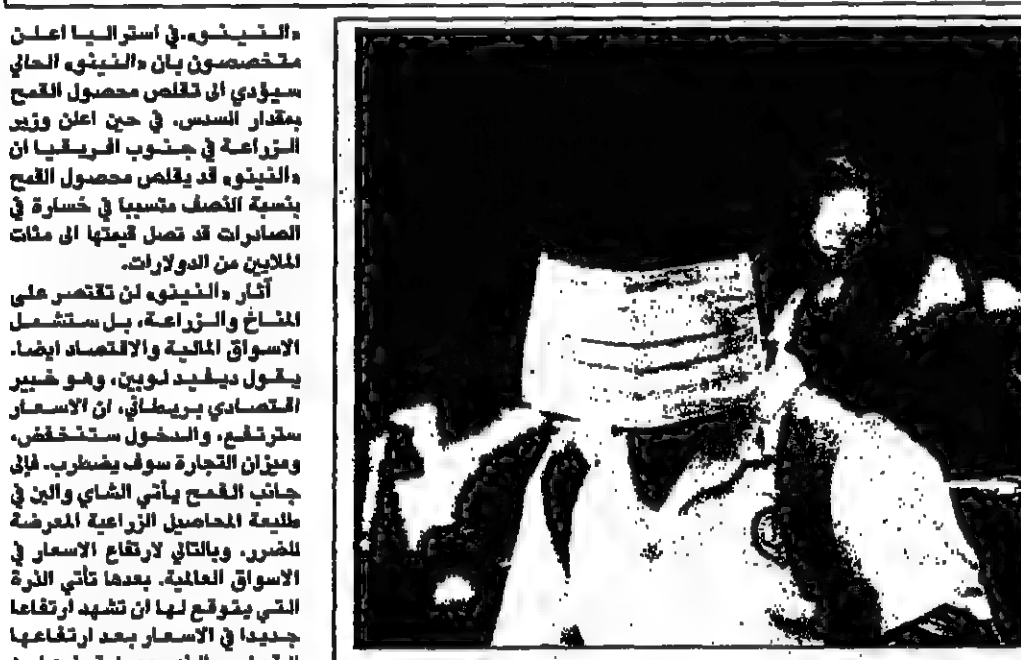 «النينو». في استراليا اعلن
متخصصون بان «النينو» الحالي
سيؤدي الى تقلص محصول القمح
بمقدار السدس، في حين اعلن وزير
الزراعة في جنوب افريقيا ان
«النينو» قد يقلص محصول القمح
بنسبة النصف متسببا في خسارة في
الصادرات قد تصل قيمتها الى مئات
الملايين من الدولارات.
آثار «النينو» لن تقتصر على
المناخ والزراعة، بل ستشمل
الاسواق المالية والاقتصاد ايضا.
يقول ديفيد لوبين، وهو خبير
اقتصادي بريطاني، ان الاسعار
سترتفع، والدخول ستنخفض،
وميزان التجارة سوف يضطرب. فالى
جانب القمح يأتي الشاي والبن في
طليعة المحاصيل الزراعية المعرضة
للضرر، وبالتالي لارتفاع الاسعار في
الاسواق العالمية. بعدها تأتي الذرة
التي يتوقع لها ان تشهد ارتفاعا
جديدا في الاسعار بعد ارتفاعها